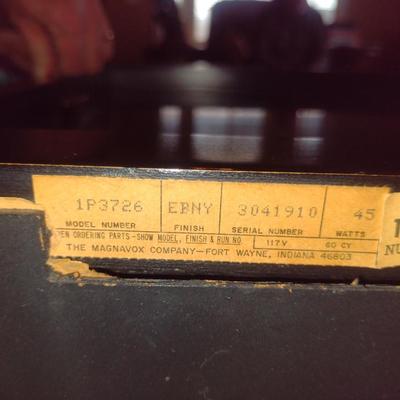 1P3726 EBNY 3041910 45
MODEL NUMBER FINISH SERIAL NUMBER WATTS
ORDERING PARTS-SHOW MODEL, FINISH & RUN NO. 117V 60 CY
THE MAGNAVOX COMPANY-FORT WAYNE, INDIANA 46803